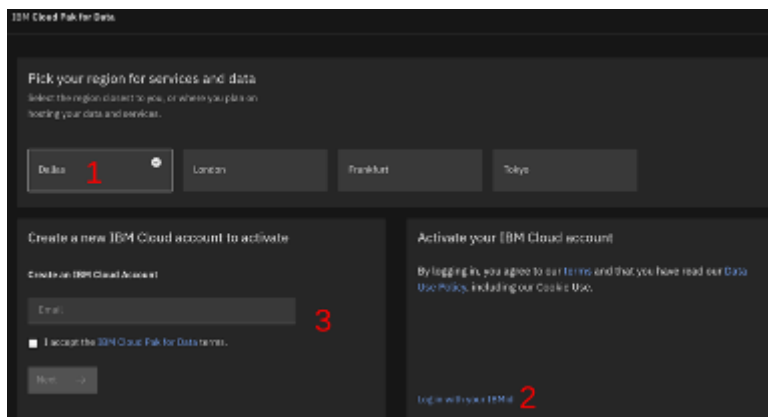 IBM Cloud Pak for Data
Pick your region for services and data
Select the region closest to you, or where you plan on
hosting your data and services.
Dallas 1 London Frankfurt Tokyo
Create a new IBM Cloud account to activate
Create an IBM Cloud Account
Email
3
I accept the IBM Cloud Pak for Data terms.
Next →
Activate your IBM Cloud account
By logging in, you agree to our terms and that you have read our Data
Use Policy, including our Cookie Use.
Log in with your IBMid 2